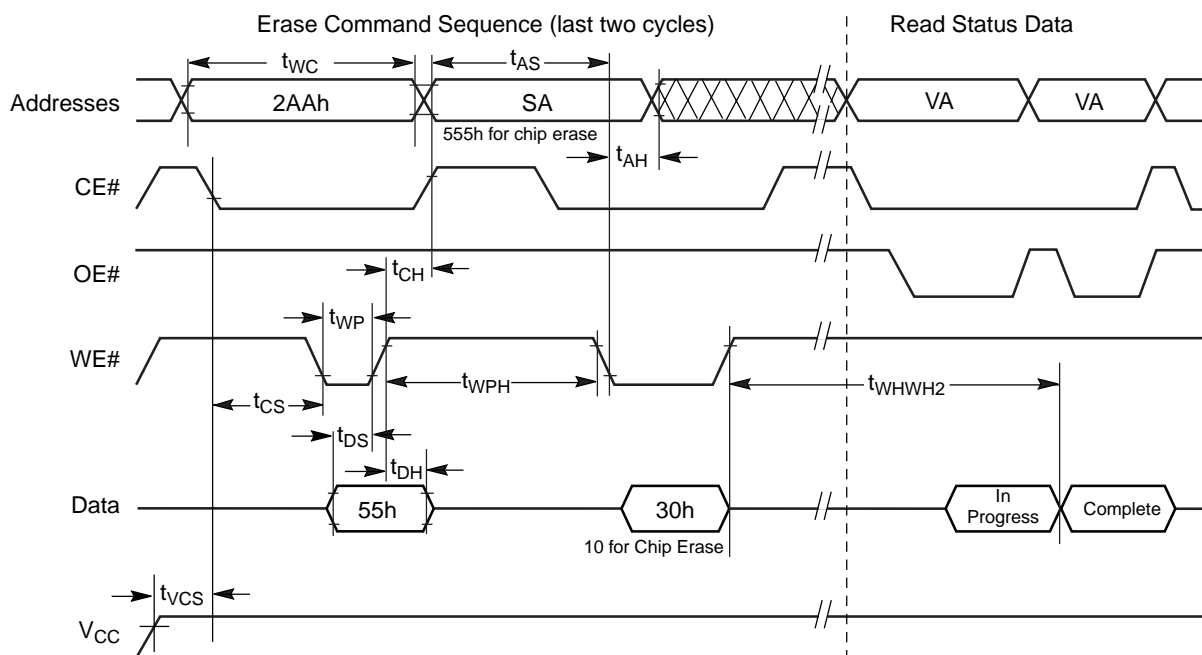 Erase Command Sequence (last two cycles)
Read Status Data
tWC
tAS
Addresses
2AAh
SA
VA
VA
555h for chip erase
tAH
CE#
OE#
tCH
tWP
WE#
tWPH
tWHWH2
tCS
tDS
tDH
Data
55h
30h
In
Progress
Complete
10 for Chip Erase
tVCS
VCC